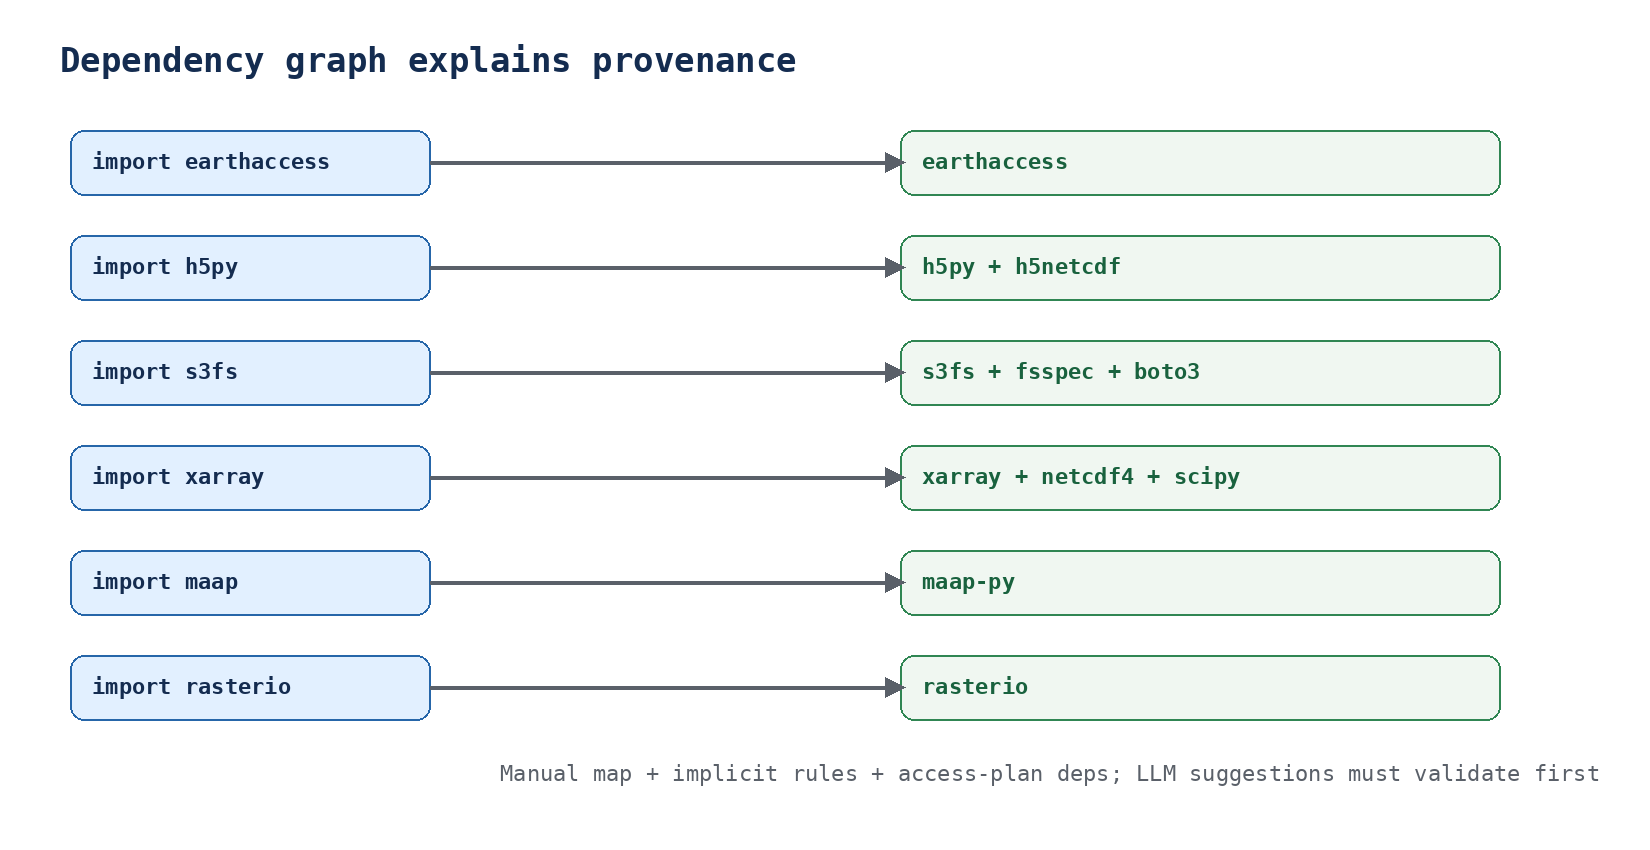 Dependency graph explains provenance
import earthaccess
earthaccess
import h5py
h5py + h5netcdf
import s3fs
s3fs + fsspec + boto3
import xarray
xarray + netcdf4 + scipy
import maap
maap-py
import rasterio
rasterio
Manual map + implicit rules + access-plan deps; LLM suggestions must validate first